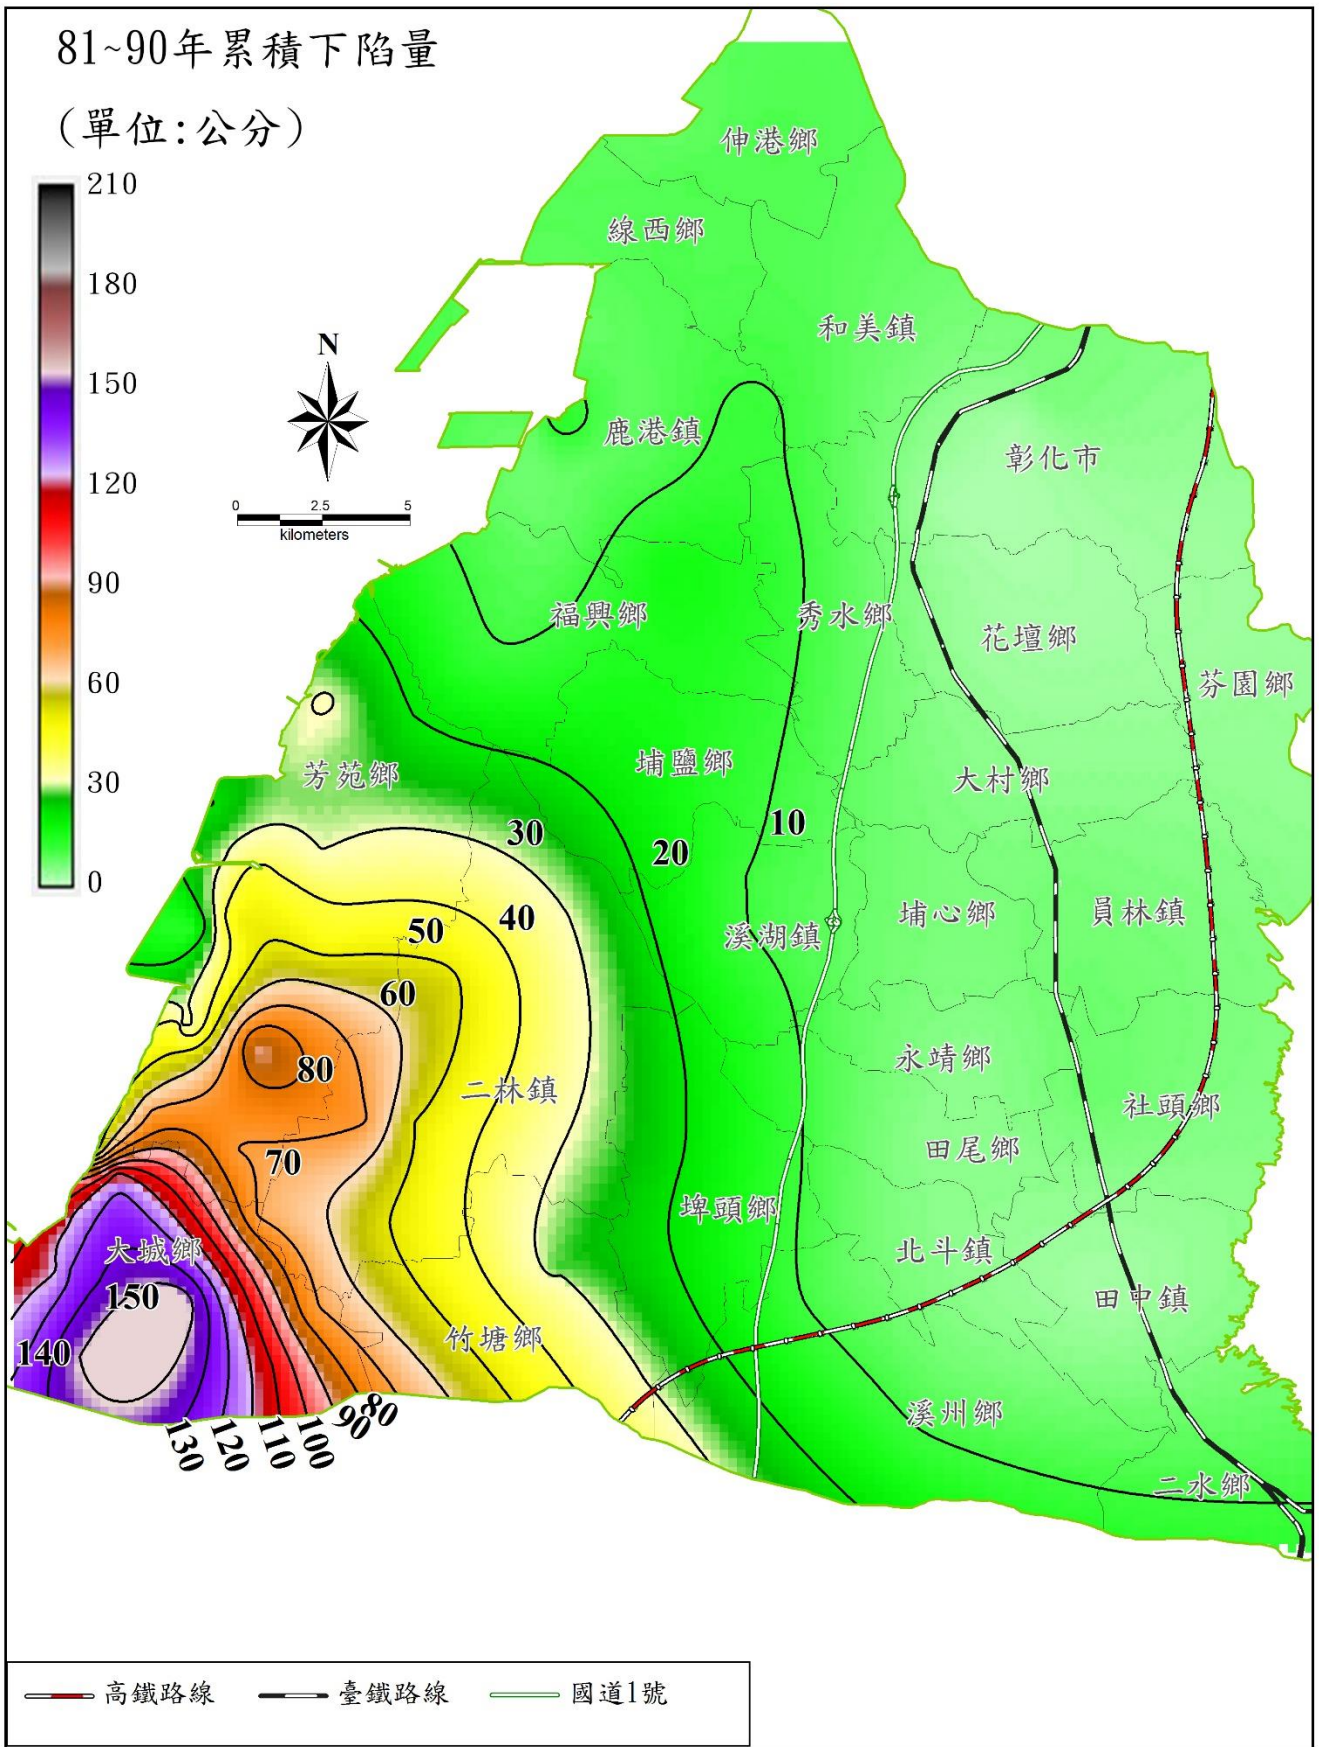 81~90年累積下陷量
(單位:公分)
210
180
150
120
90
60
30
0
N
0 2.5 5
kilometers
伸港鄉
線西鄉
和美鎮
鹿港鎮
彰化市
福興鄉
秀水鄉
花壇鄉
芬園鄉
芳苑鄉
埔鹽鄉
大村鄉
30
20
10
50
40
溪湖鎮
埔心鄉
員林鎮
60
80
二林鎮
永靖鄉
社頭鄉
70
田尾鄉
埤頭鄉
大城鄉
北斗鎮
150
田中鎮
140
竹塘鄉
130
120
110
100
90
80
溪州鄉
二水鄉
高鐵路線 臺鐵路線 國道1號